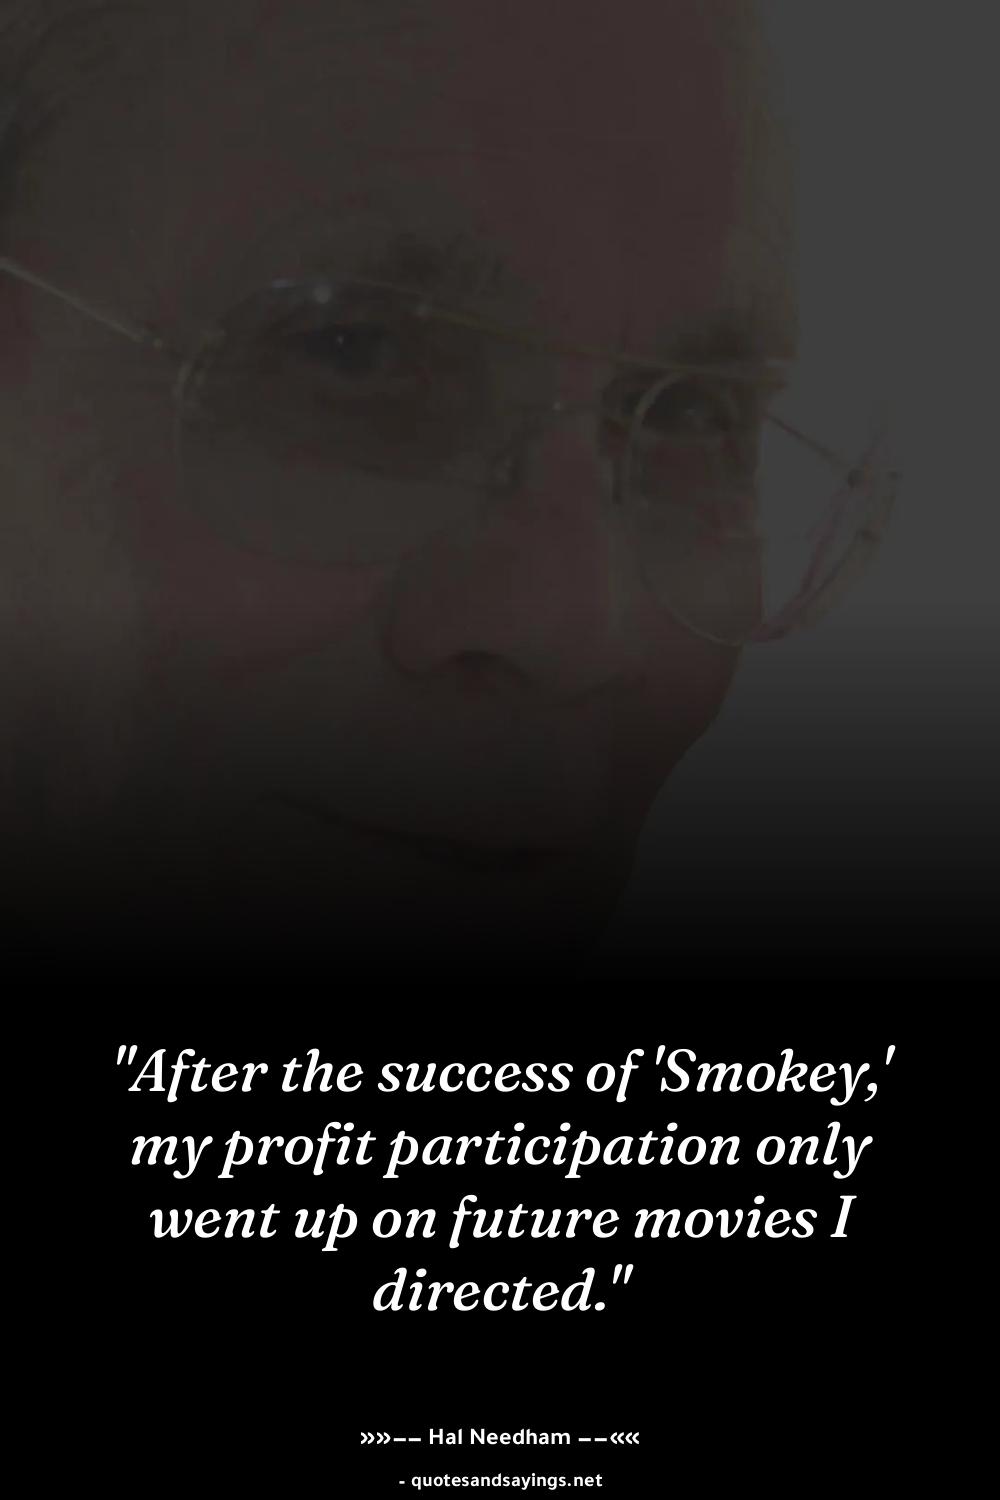 "After the success of 'Smokey,'
my profit participation only
went up on future movies I
directed."
»»−− Hal Needham −−««
- quotesandsayings.net